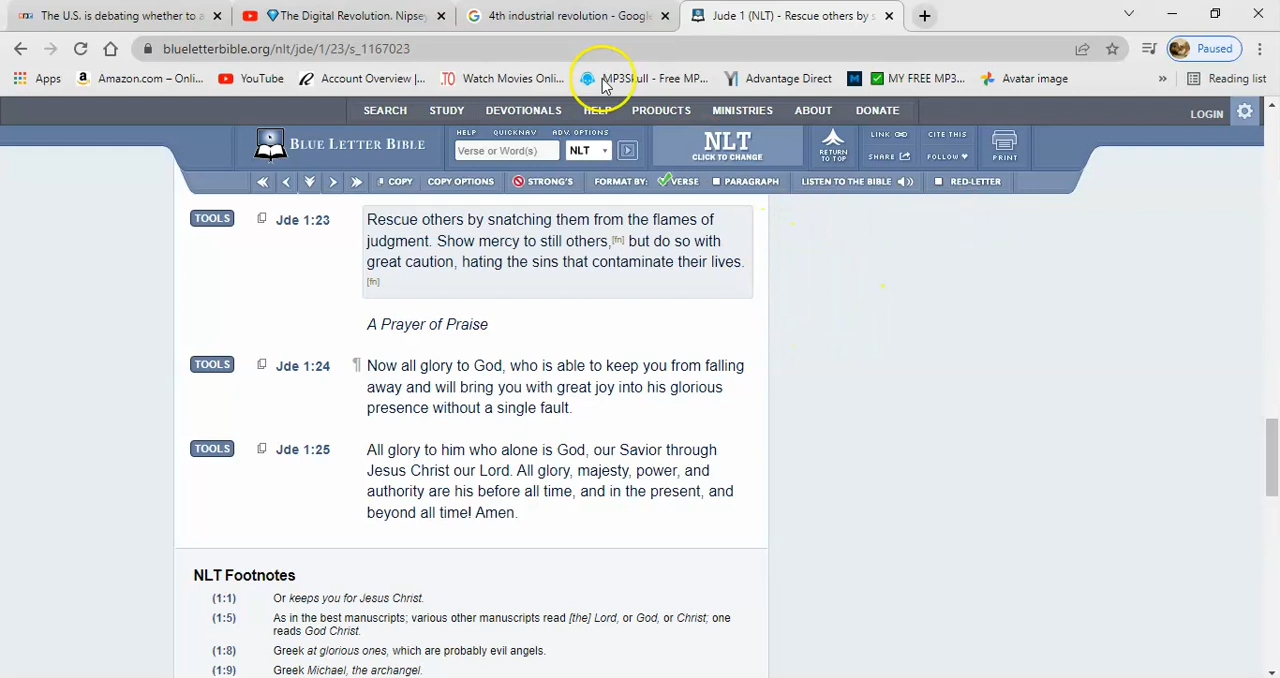 The U.S. is debating whether to a
The Digital Revolution. Nipsey
4th industrial revolution - Google
Jude 1 (NLT) - Rescue others by s
blueletterbible.org/nlt/jde/1/23/s_1167023
Paused
Apps
Amazon.com – Onli...
YouTube
Account Overview |...
TO Watch Movies Onli...
MP3Skull - Free MP...
Advantage Direct
M
MY FREE MP3...
Avatar image
»
Reading list
SEARCH STUDY DEVOTIONALS HELP PRODUCTS MINISTRIES ABOUT DONATE
LOGIN
BLUE LETTER BIBLE
HELP QUICKNAV ADV. OPTIONS
Verse or Word(s)
NLT
NLT
CLICK TO CHANGE
RETURN
TO TOP
LINK
CITE THIS
SHARE
FOLLOW
PRINT
COPY COPY OPTIONS STRONG'S FORMAT BY: VERSE PARAGRAPH LISTEN TO THE BIBLE RED-LETTER
TOOLS Jde 1:23 Rescue others by snatching them from the flames of
judgment. Show mercy to still others,[fn] but do so with
great caution, hating the sins that contaminate their lives.
[fn]
A Prayer of Praise
TOOLS Jde 1:24 ¶ Now all glory to God, who is able to keep you from falling
away and will bring you with great joy into his glorious
presence without a single fault.
TOOLS Jde 1:25 All glory to him who alone is God, our Savior through
Jesus Christ our Lord. All glory, majesty, power, and
authority are his before all time, and in the present, and
beyond all time! Amen.
NLT Footnotes
(1:1) Or keeps you for Jesus Christ.
(1:5) As in the best manuscripts; various other manuscripts read [the] Lord, or God, or Christ; one
reads God Christ.
(1:8) Greek at glorious ones, which are probably evil angels.
(1:9) Greek Michael, the archangel.